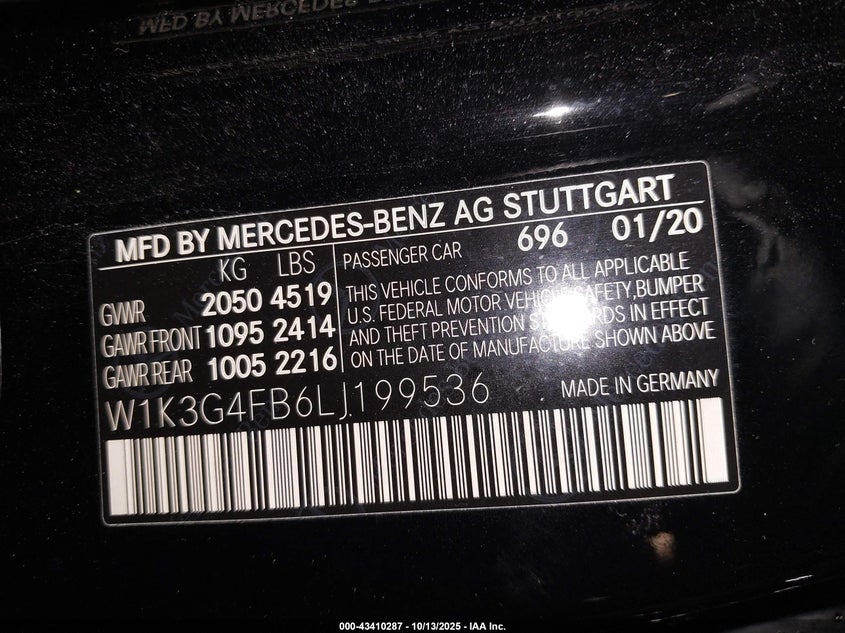 MFD BY MERCEDES-BENZ AG STUTTGART
KG LBS
GVWR 2050 4519
GAWR FRONT 1095 2414
GAWR REAR 1005 2216
PASSENGER CAR 696 01/20
THIS VEHICLE CONFORMS TO ALL APPLICABLE
U.S. FEDERAL MOTOR VEHICLE SAFETY, BUMPER
AND THEFT PREVENTION STANDARDS IN EFFECT
ON THE DATE OF MANUFACTURE SHOWN ABOVE
W1K3G4FB6LJ199536 MADE IN GERMANY
000-43410287 - 10/13/2025 - IAA Inc.